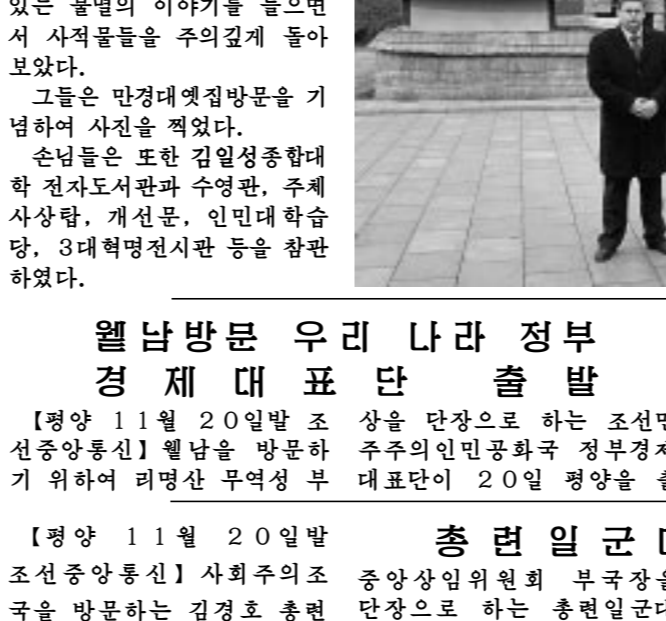 있는 불멸의 이야기를 들으면
서 사적물들을 주의깊게 돌아
보았다.
그들은 만경대옛집방문을 기
념하여 사진을 찍었다.
손님들은 또한 김일성종합대
학 전자도서관과 수영관, 주체
사상탑, 개선문, 인민대학습
당, 3대혁명전시관 등을 참관
하였다.
웰남방문 우리 나라 정부
경제대표단 출발
【평양 11월 20일발 조
선중앙통신】웰남을 방문하
기 위하여 리명산 무역성 부
상을 단장으로 하는 조선민
주주의인민공화국 정부경제
대표단이 20일 평양을 출
총련일군대
【평양 11월 20일발
조선중앙통신】사회주의조
국을 방문하는 김경호 총련
중앙상임위원회 부국장을
단장으로 하는 총련일군대